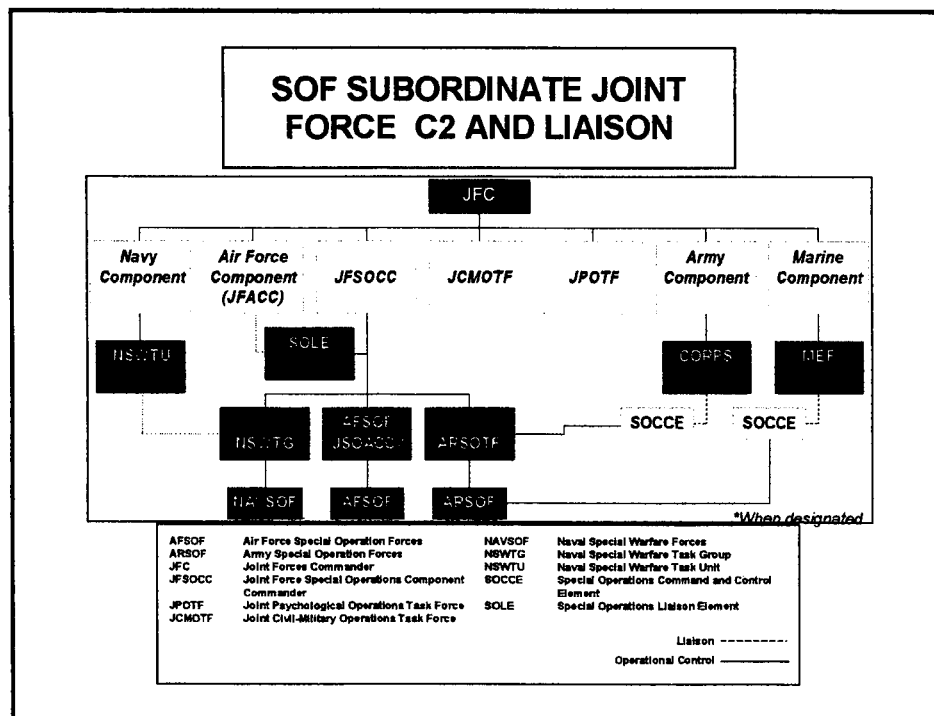 SOF SUBORDINATE JOINT
FORCE C2 AND LIAISON
JFC
Navy
Component
Air Force
Component
(JFACC)
JFSOCC
JCMOTF
JPOTF
Army
Component
Marine
Component
NSWTU
SOLE
CORPS
MEF
NSWTG
AFSOF
ARSOTF
SOCCE
SOCCE
NAVSOF
AFSOF
ARSOF
*When designated
AFSOF Air Force Special Operation Forces
ARSOF Army Special Operation Forces
JFC Joint Forces Commander
JFSOCC Joint Force Special Operations Component
Commander
JPOTF Joint Psychological Operations Task Force
JCMOTF Joint Civil-Military Operations Task Force
NAVSOF Naval Special Warfare Forces
NSWTG Naval Special Warfare Task Group
NSWTU Naval Special Warfare Task Unit
SOCCE Special Operations Command and Control
Element
SOLE Special Operations Liaison Element
Liaison
Operational Control